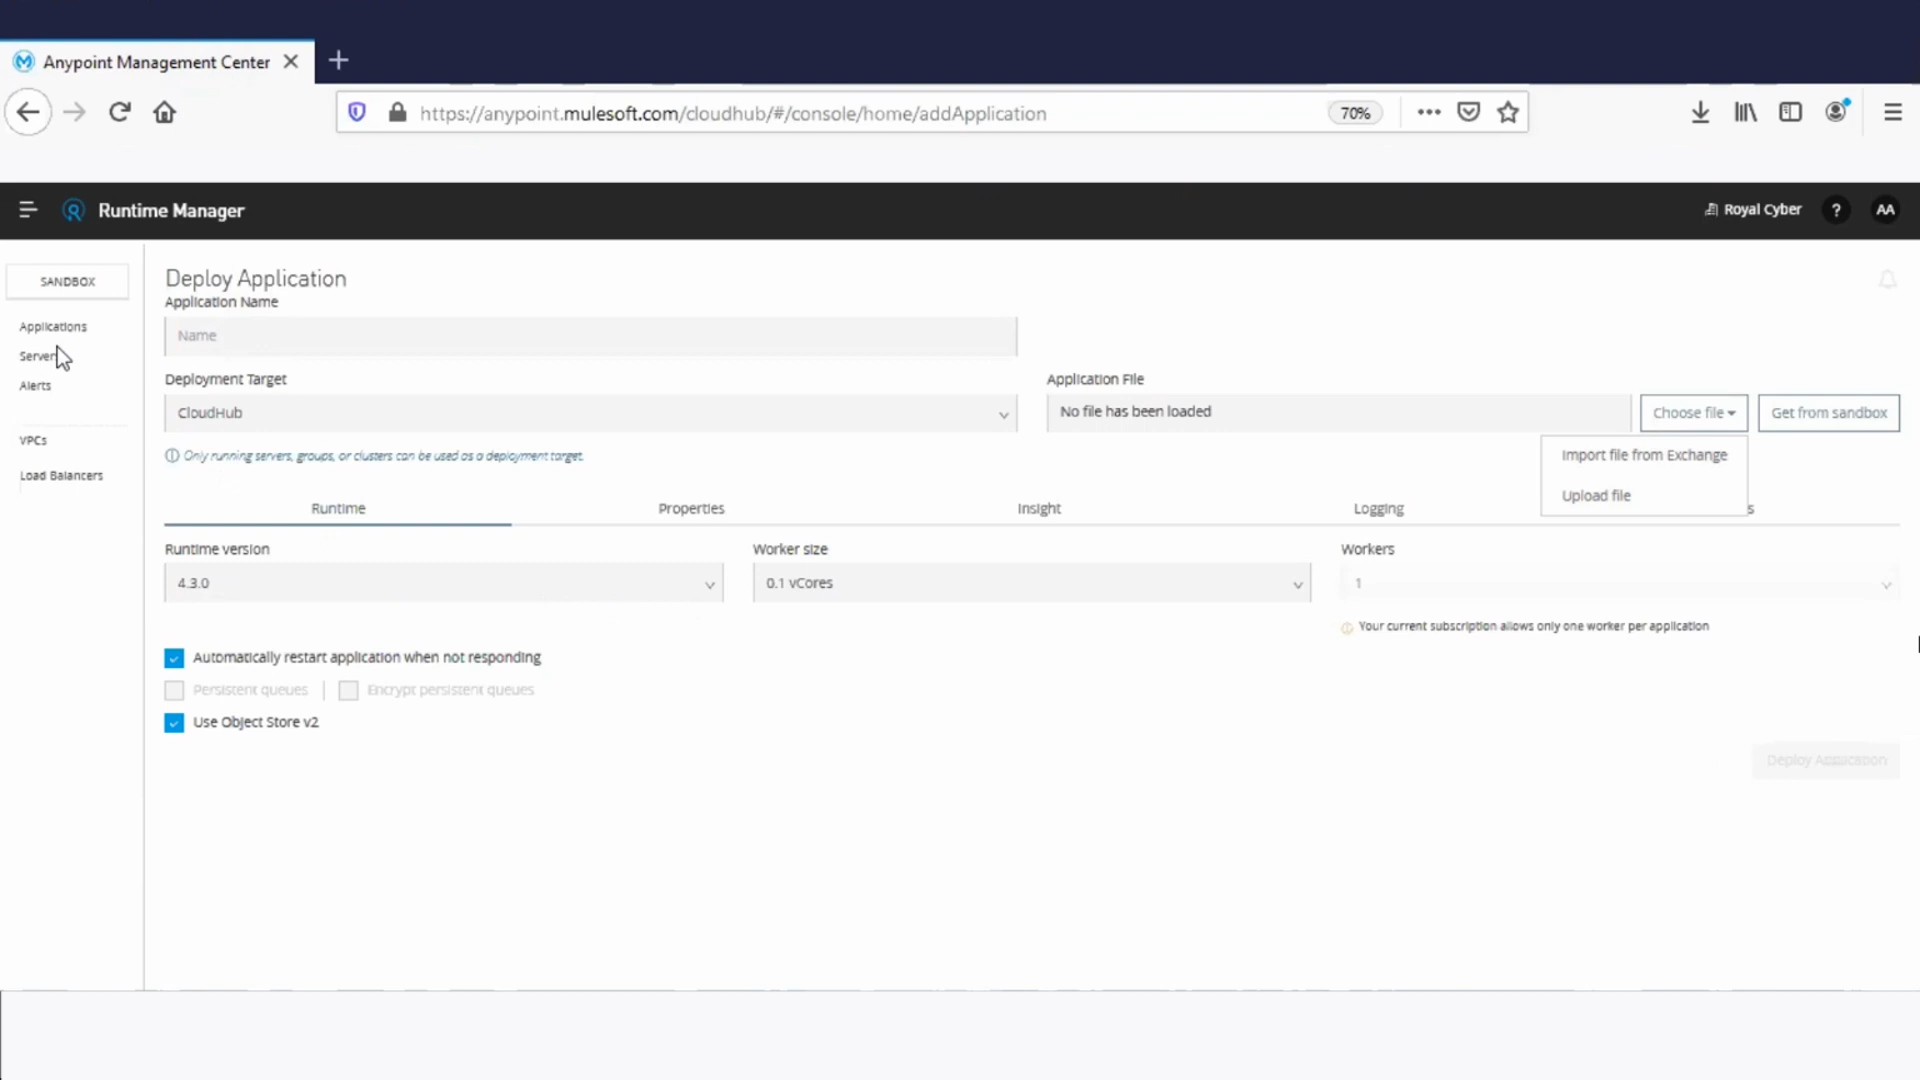 Anypoint Management Center
https://anypoint.mulesoft.com/cloudhub/#/console/home/addApplication
70%
Runtime Manager
Royal Cyber
?
AA
SANDBOX
Applications
Server
Alerts
VPCs
Load Balancers
Deploy Application
Application Name
Name
Deployment Target
CloudHub
Only running servers, groups, or clusters can be used as a deployment target.
Application File
No file has been loaded
Choose file
Get from sandbox
Import file from Exchange
Upload file
Runtime
Properties
Insight
Logging
s
Runtime version
4.3.0
Worker size
0.1 vCores
Workers
1
Your current subscription allows only one worker per application
Automatically restart application when not responding
Persistent queues
Encrypt persistent queues
Use Object Store v2
Deploy Application